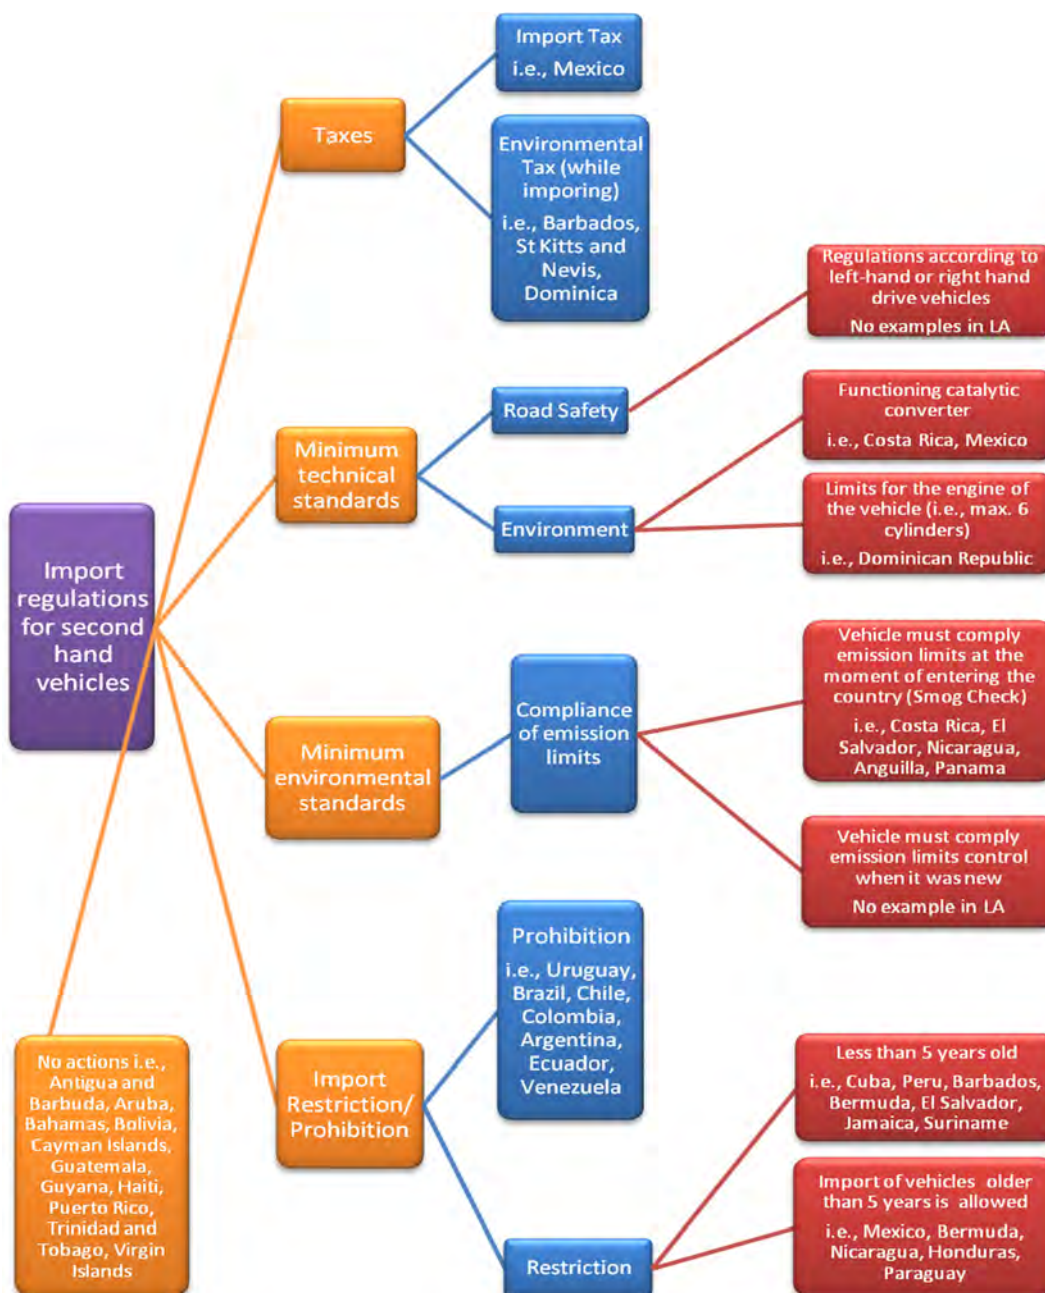 Import Tax
i.e., Mexico
Taxes
Environmental
Tax (while
imporing)
i.e., Barbados,
St Kitts and
Nevis,
Dominica
Regulations according to
left-hand or right hand
drive vehicles
No examples in LA
Road Safety
Functioning catalytic
converter
i.e., Costa Rica, Mexico
Minimum
technical
standards
Environment
Limits for the engine of
the vehicle (i.e., max. 6
cylinders)
i.e., Dominican Republic
Import
regulations
for second
hand
vehicles
Vehicle must comply
emission limits at the
moment of entering the
country (Smog Check)
i.e., Costa Rica, El
Salvador, Nicaragua,
Anguilla, Panama
Compliance
of emission
limits
Minimum
environmental
standards
Vehicle must comply
emission limits control
when it was new
No example in LA
Prohibition
i.e., Uruguay,
Brazil, Chile,
Colombia,
Argentina,
Ecuador,
Venezuela
No actions i.e.,
Antigua and
Barbuda, Aruba,
Bahamas, Bolivia,
Cayman Islands,
Guatemala,
Guyana, Haiti,
Puerto Rico,
Trinidad and
Tobago, Virgin
Islands
Import
Restriction/
Prohibition
Less than 5 years old
i.e., Cuba, Peru, Barbados,
Bermuda, El Salvador,
Jamaica, Suriname
Import of vehicles older
than 5 years is allowed
i.e., Mexico, Bermuda,
Nicaragua, Honduras,
Paraguay
Restriction